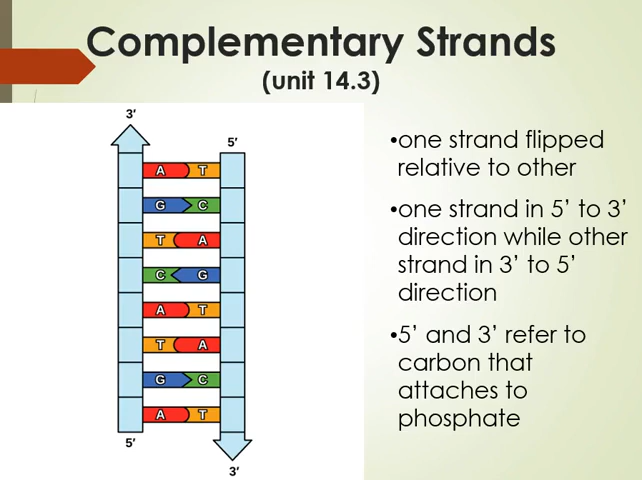 Complementary Strands
(unit 14.3)
3'
5'
A T
G C
T A
C G
A T
T A
G C
A T
5'
3'
•one strand flipped
relative to other
•one strand in 5’ to 3’
direction while other
strand in 3’ to 5’
direction
•5’ and 3’ refer to
carbon that
attaches to
phosphate